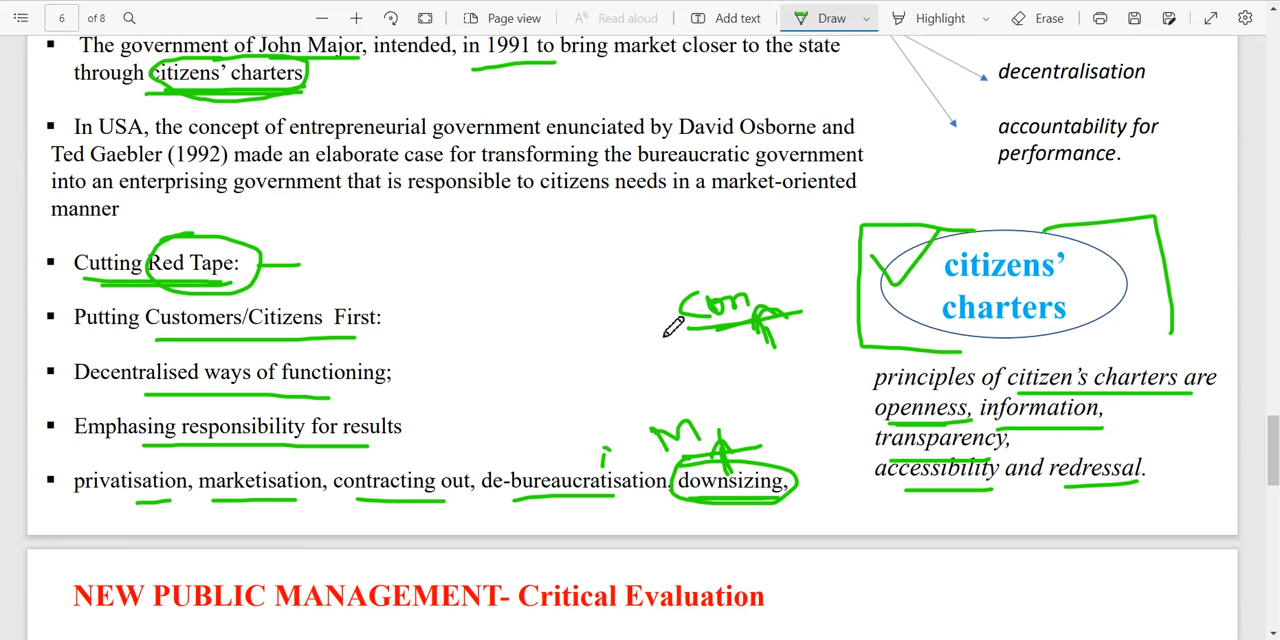 6 of 8 Page view Read aloud Add text Draw Highlight Erase
The government of John Major, intended, in 1991 to bring market closer to the state
through citizens' charters
In USA, the concept of entrepreneurial government enunciated by David Osborne and
Ted Gaebler (1992) made an elaborate case for transforming the bureaucratic government
into an enterprising government that is responsible to citizens needs in a market-oriented
manner
Cutting Red Tape:
Putting Customers/Citizens First:
Decentralised ways of functioning;
Emphasing responsibility for results
privatisation, marketisation, contracting out, de-bureaucratisation, downsizing,
decentralisation
accountability for
performance.
citizens'
charters
principles of citizen's charters are
openness, information,
transparency,
accessibility and redressal.
NEW PUBLIC MANAGEMENT- Critical Evaluation